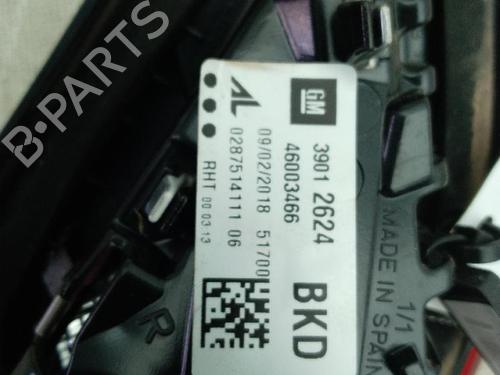 B-PARTS
GM
3901 2624
BKD
46003466
AL
09/02/2018 51700
0287514111 06
RHT 00 03 13
1/1
MADE IN SPAIN
R